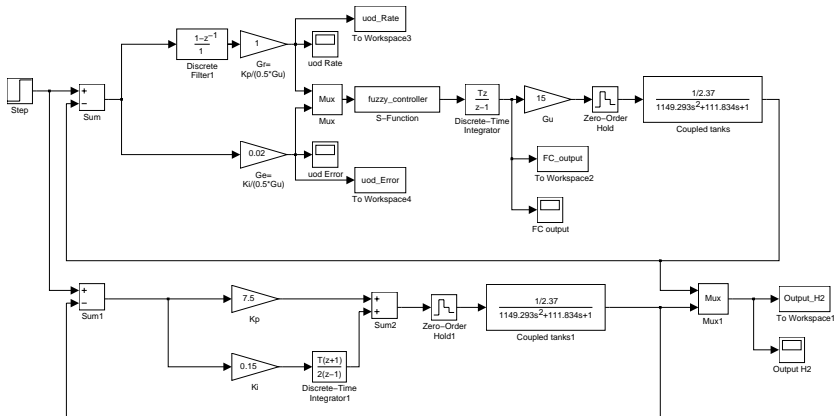 uod_Rate
To Workspace3
1−z⁻¹
1
Discrete
Filter1
1
Gr=
Kp/(0.5*Gu)
uod Rate
Step
+
−
Sum
Mux
Mux
fuzzy_controller
S−Function
Tz
z−1
Discrete−Time
Integrator
15
Gu
Zero−Order
Hold
1/2.37
1149.293s²+111.834s+1
Coupled tanks
0.02
Ge=
Ki/(0.5*Gu)
uod Error
uod_Error
To Workspace4
FC_output
To Workspace2
FC output
+
−
Sum1
7.5
Kp
+
+
Sum2
Zero−Order
Hold1
1/2.37
1149.293s²+111.834s+1
Coupled tanks1
Mux
Mux1
Output_H2
To Workspace1
Output H2
0.15
Ki
T(z+1)
2(z−1)
Discrete−Time
Integrator1